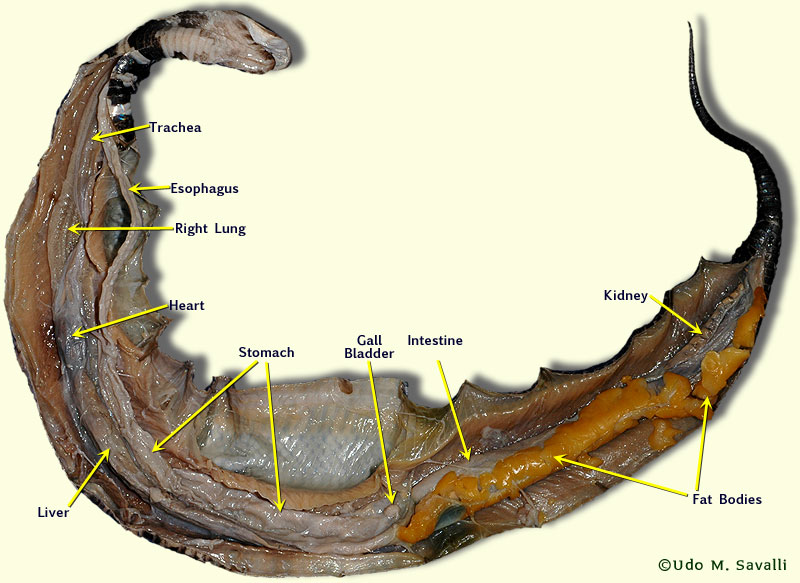 Trachea
Esophagus
Right Lung
Heart
Kidney
Stomach
Gall
Bladder
Intestine
Liver
Fat Bodies
©Udo M. Savalli